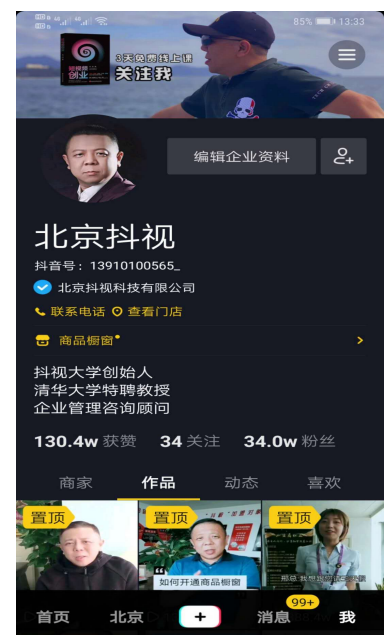 85% 13:33
3天免费线上课
关注我
短视频
创业
编辑企业资料
北京抖视
抖音号：13910100565_
北京抖视科技有限公司
联系电话 查看门店
商品橱窗
抖视大学创始人
清华大学特聘教授
企业管理咨询顾问
130.4w 获赞 34 关注 34.0w 粉丝
商家 作品 动态 喜欢
置顶 置顶 置顶
如何开通商品橱窗
首页 北京 + 消息 99+ 我